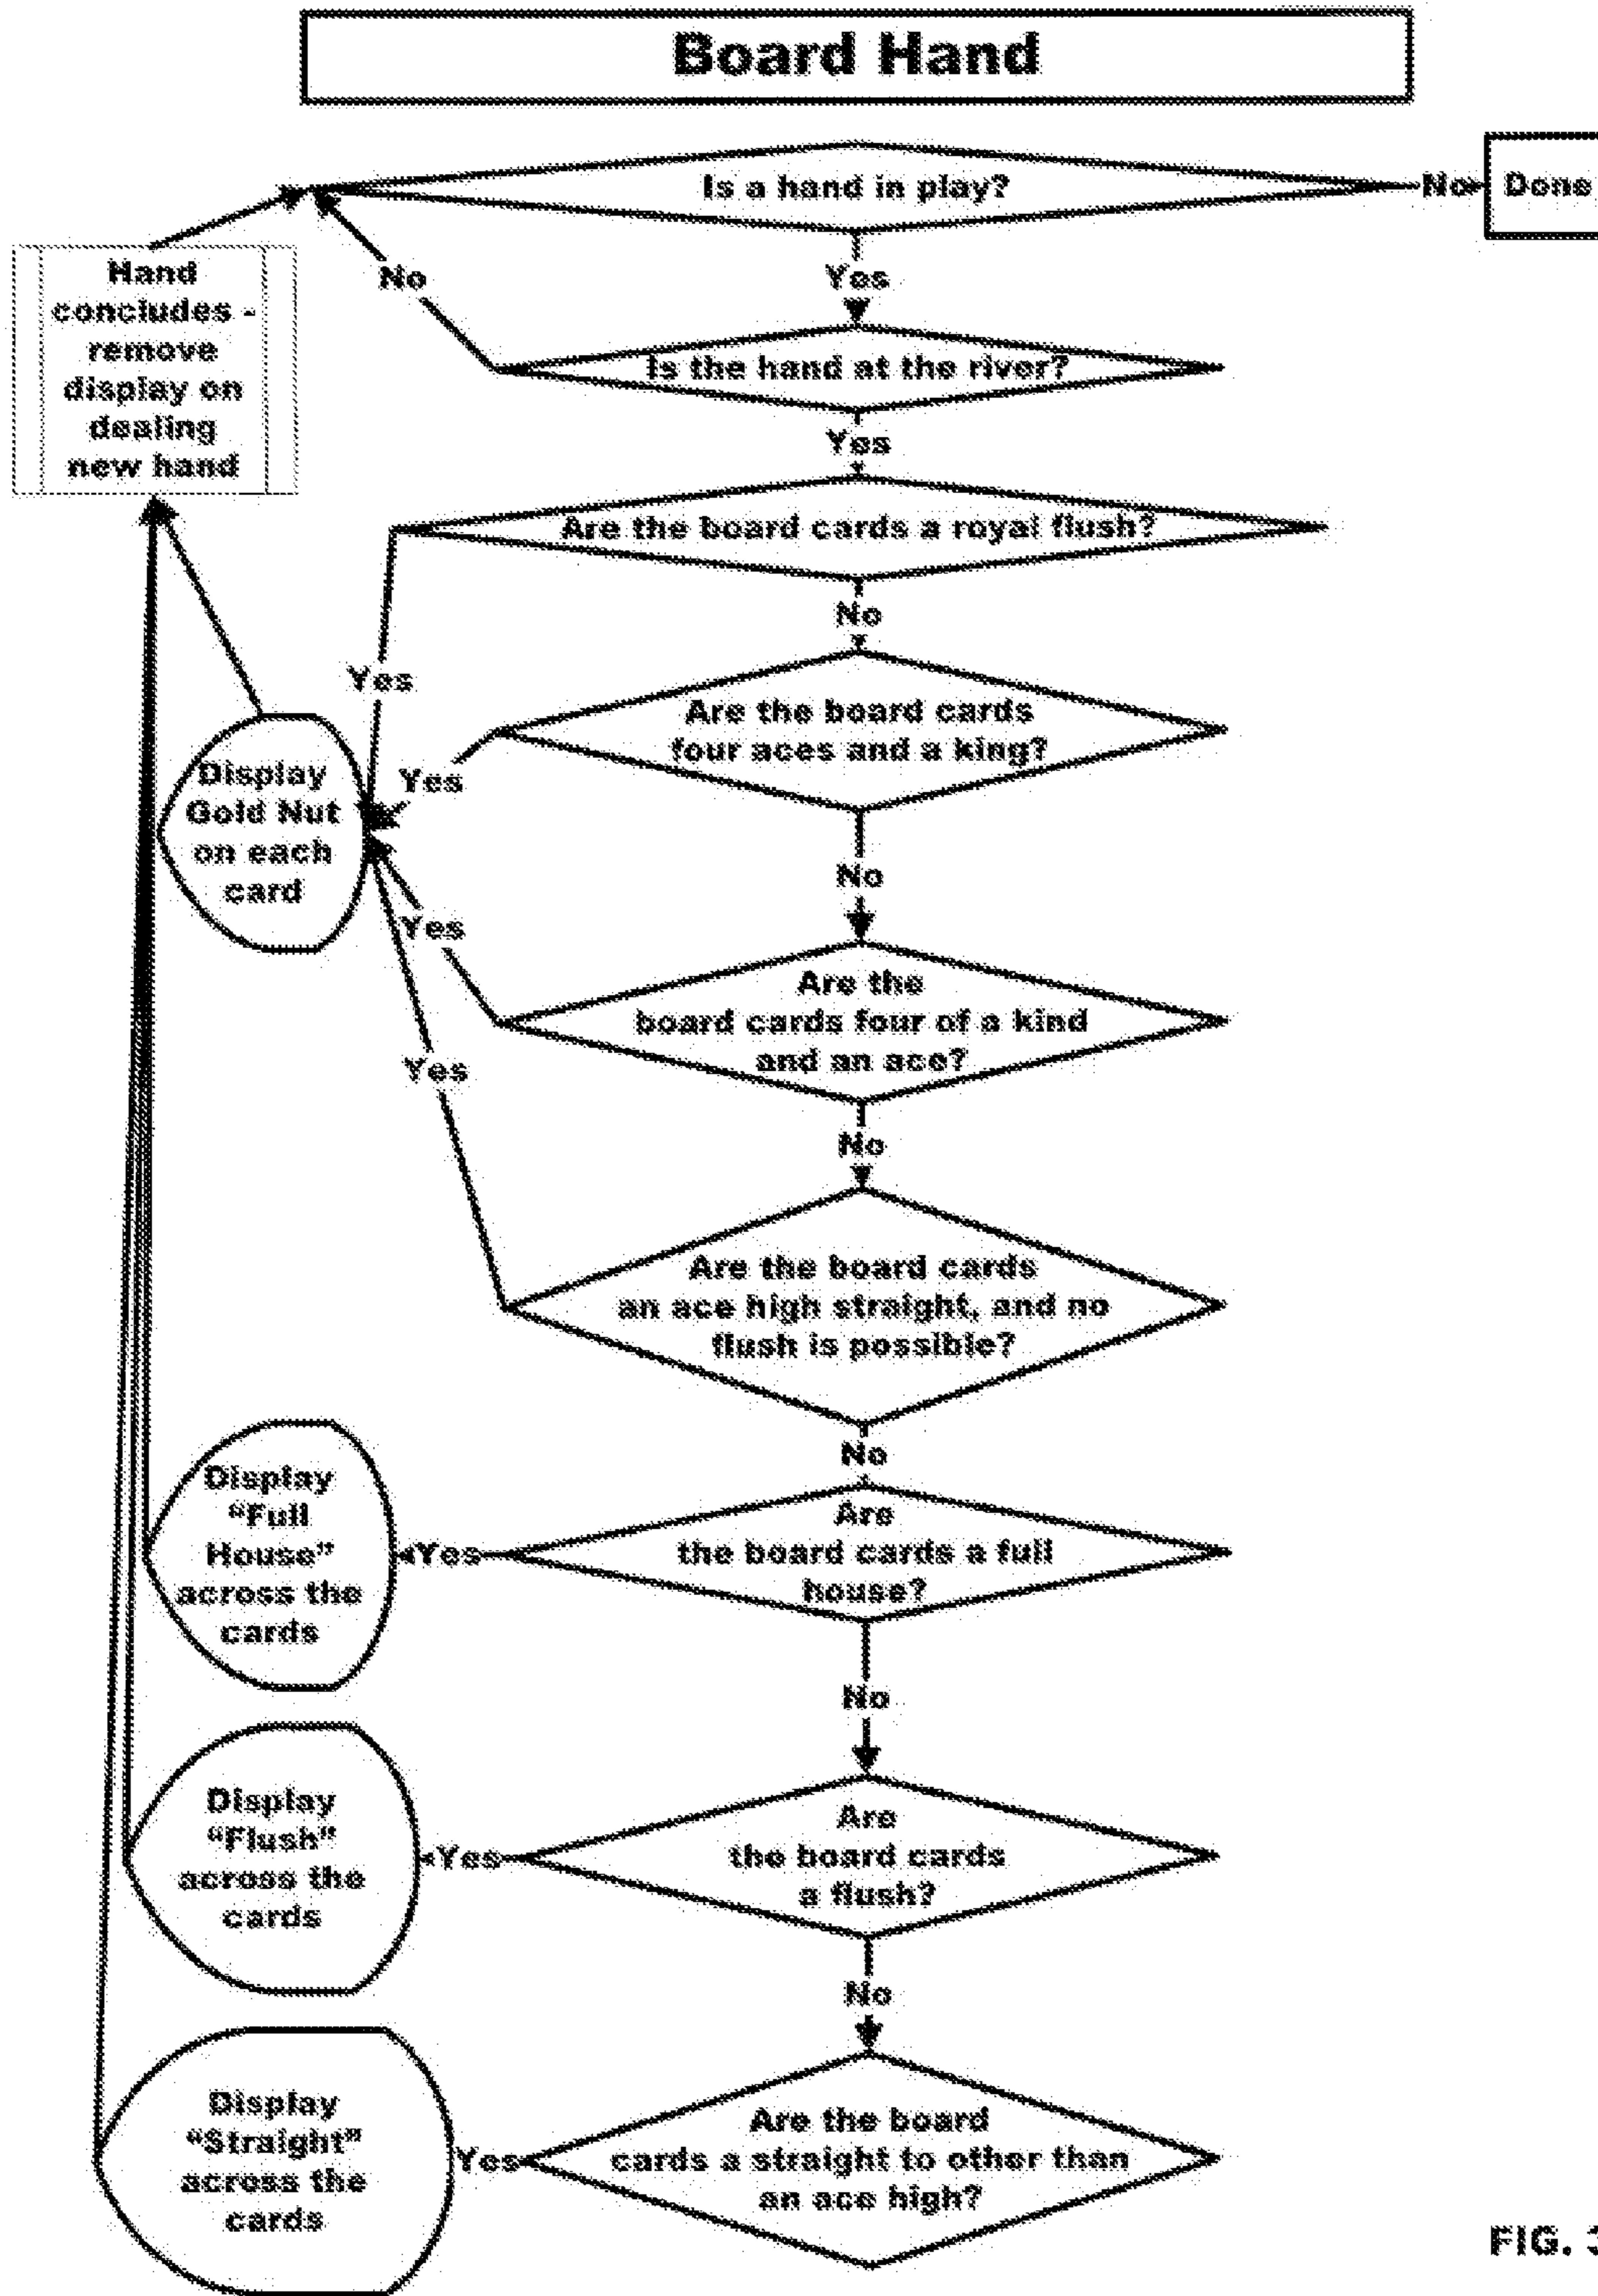 Board Hand
Is a hand in play?
No
Done
Hand
concludes -
remove
display on
dealing
new hand
No
Yes
Is the hand at the river?
Yes
Are the board cards a royal flush?
No
Yes
Are the board cards
four aces and a king?
Yes
Display
Gold Nut
on each
card
No
Yes
Are the
board cards four of a kind
and an ace?
Yes
No
Are the board cards
an ace high straight, and no
flush is possible?
No
Display
“Full
House”
across the
cards
Yes
Are
the board cards a full
house?
No
Display
“Flush”
across the
cards
Yes
Are
the board cards
a flush?
No
Display
“Straight”
across the
cards
Yes
Are the board
cards a straight to other than
an ace high?
FIG.